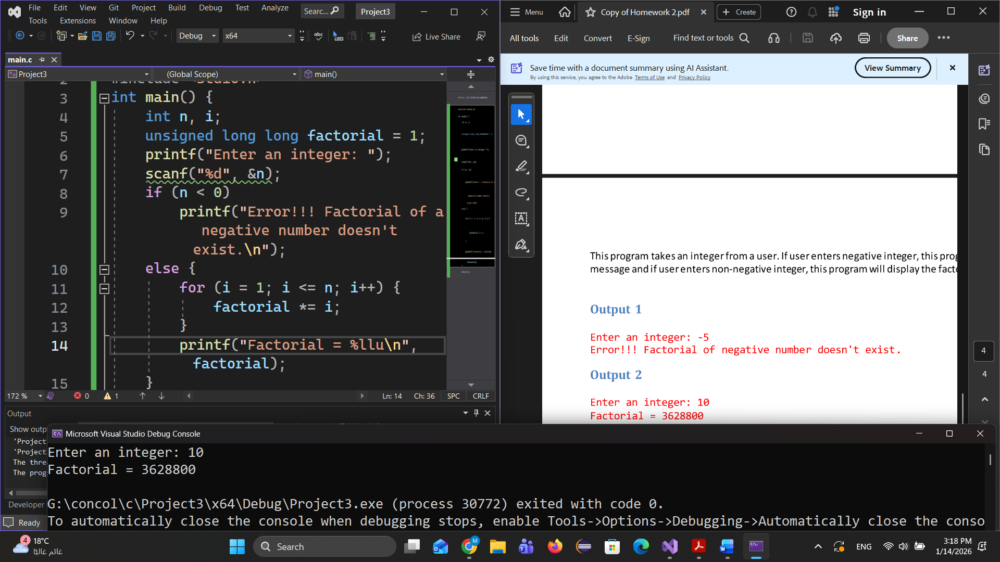 File Edit View Git Project Build Debug Test Analyze
Searc... Project3
Tools Extensions Window Help
Debug x64 Live Share
main.c
Project3 (Global Scope) main()
3 int main() {
4 int n, i;
5 unsigned long long factorial = 1;
6 printf("Enter an integer: ");
7 scanf("%d", &n);
8 if (n < 0)
9 printf("Error!!! Factorial of a
negative number doesn't
exist.\n");
10 else {
11 for (i = 1; i <= n; i++) {
12 factorial *= i;
13 }
14 printf("Factorial = %llu\n",
factorial);
15 }
172 % 0 1 Ln: 14 Ch: 36 SPC CRLF
Output
Show outp
'Project
'Project
The thre
The prog
Developer
Ready
Menu Copy of Homework 2.pdf Create Sign in
All tools Edit Convert E-Sign Find text or tools Share
Save time with a document summary using AI Assistant.
By using this service, you agree to the Adobe Terms of Use and Privacy Policy
View Summary
This program takes an integer from a user. If user enters negative integer, this prog
message and if user enters non-negative integer, this program will display the facto
Output 1
Enter an integer: -5
Error!!! Factorial of negative number doesn't exist.
Output 2
Enter an integer: 10
Factorial = 3628800
4
4
Microsoft Visual Studio Debug Console
Enter an integer: 10
Factorial = 3628800
G:\concol\c\Project3\x64\Debug\Project3.exe (process 30772) exited with code 0.
To automatically close the console when debugging stops, enable Tools->Options->Debugging->Automatically close the conso
4 18°C
غائم غالبًا
Search
ENG
3:18 PM
1/14/2026